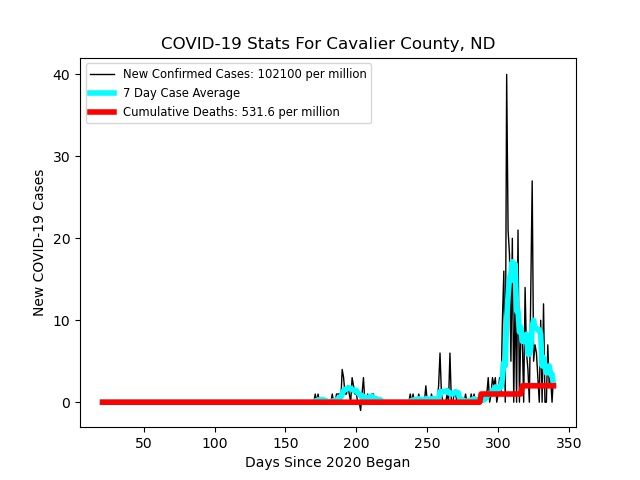 COVID-19 Stats For Cavalier County, ND
New Confirmed Cases: 102100 per million
7 Day Case Average
Cumulative Deaths: 531.6 per million
New COVID-19 Cases
40
30
20
10
0
50
100
150
200
250
300
350
Days Since 2020 Began